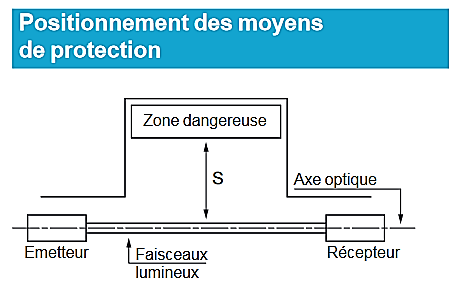 Positionnement des moyens
de protection
Zone dangereuse
S
Axe optique
Emetteur
Faisceaux
lumineux
Récepteur